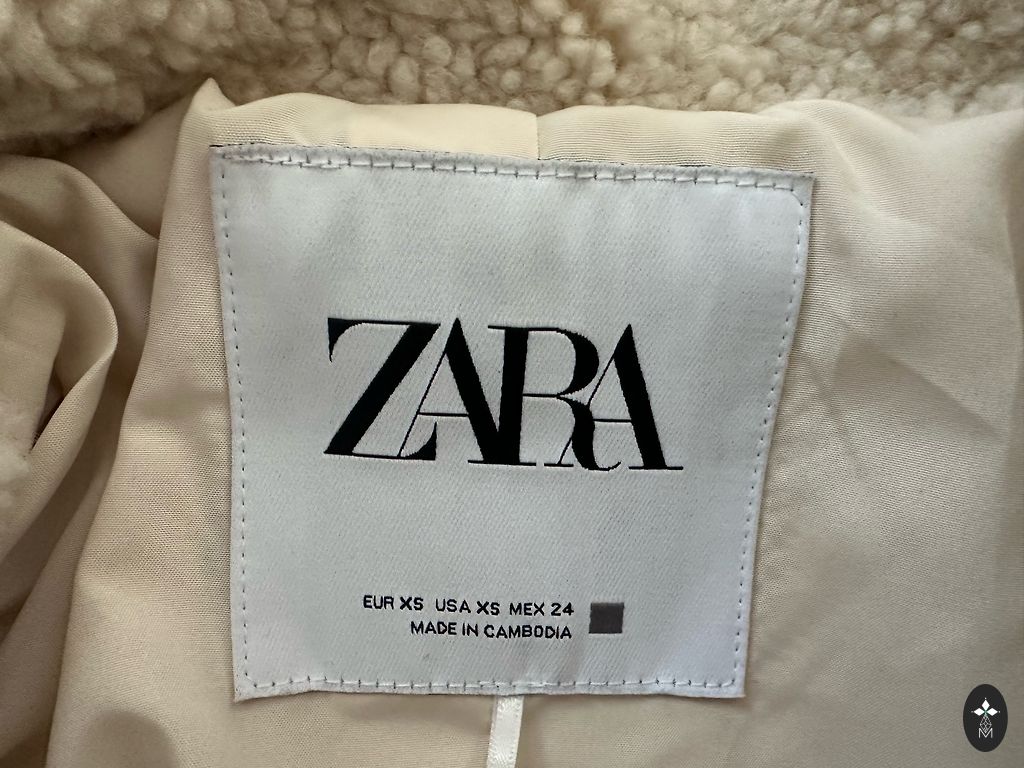 ZARA
EUR XS USA XS MEX 24
MADE IN CAMBODIA
M